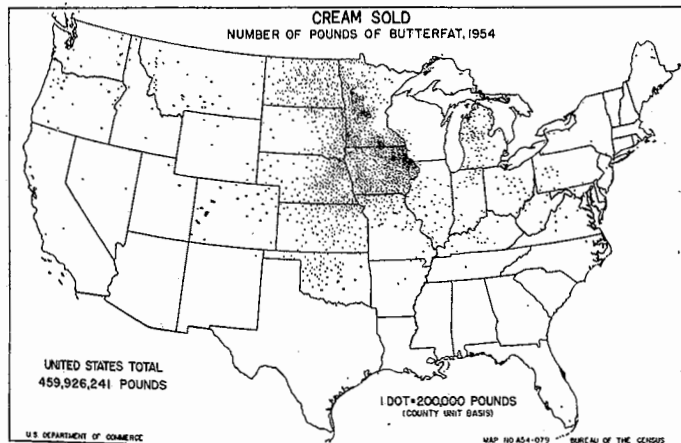 CREAM SOLD
NUMBER OF POUNDS OF BUTTERFAT, 1954
UNITED STATES TOTAL
459,926,241 POUNDS
1 DOT=200,000 POUNDS
(COUNTY UNIT BASIS)
U.S. DEPARTMENT OF COMMERCE
MAP NO A54-079 BUREAU OF THE CENSUS